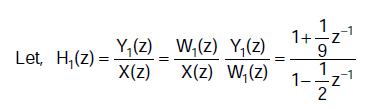 Let, H₁(z) = Y₁(z)/X(z) = W₁(z)/X(z) Y₁(z)/W₁(z) = (1+1/9 z⁻¹)/(1−1/2 z⁻¹)